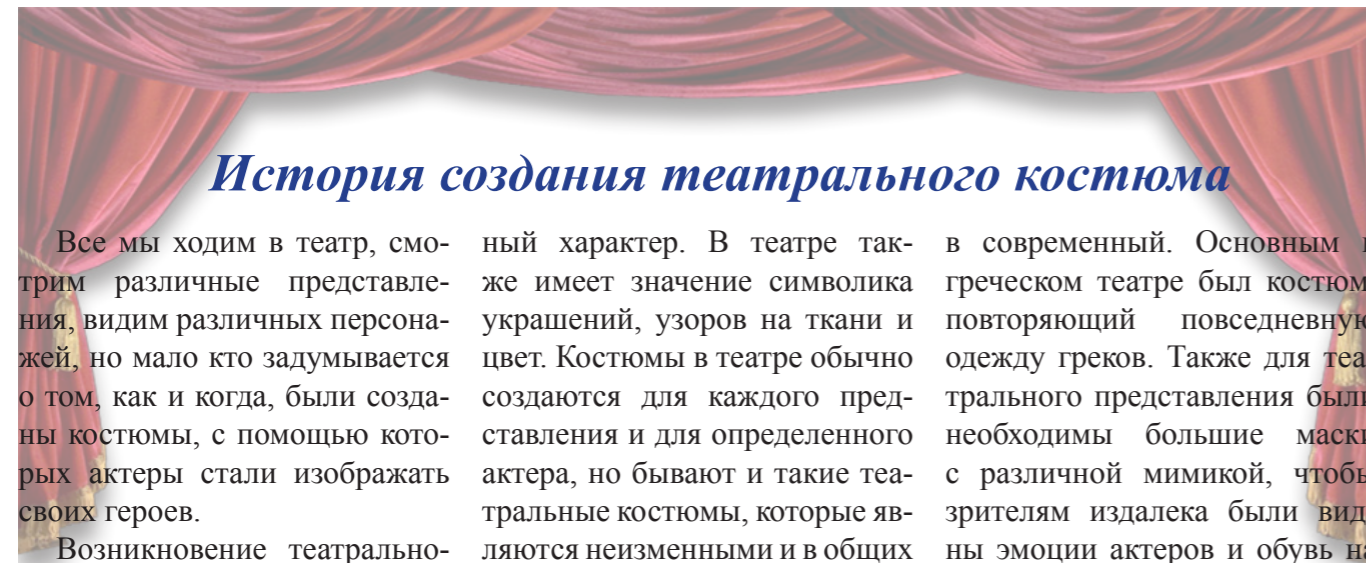 История создания театрального костюма
Все мы ходим в театр, смо-
трим различные представле-
ния, видим различных персона-
жей, но мало кто задумывается
о том, как и когда, были созда-
ны костюмы, с помощью кото-
рых актеры стали изображать
своих героев.
Возникновение театрально-
ный характер. В театре так-
же имеет значение символика
украшений, узоров на ткани и
цвет. Костюмы в театре обычно
создаются для каждого пред-
ставления и для определенного
актера, но бывают и такие теа-
тральные костюмы, которые яв-
ляются неизменными и в общих
в современный. Основным
греческом театре был костюм
повторяющий повседневную
одежду греков. Также для теа
трального представления были
необходимы большие маски
с различной мимикой, чтобы
зрителям издалека были вид
ны эмоции актеров и обувь на